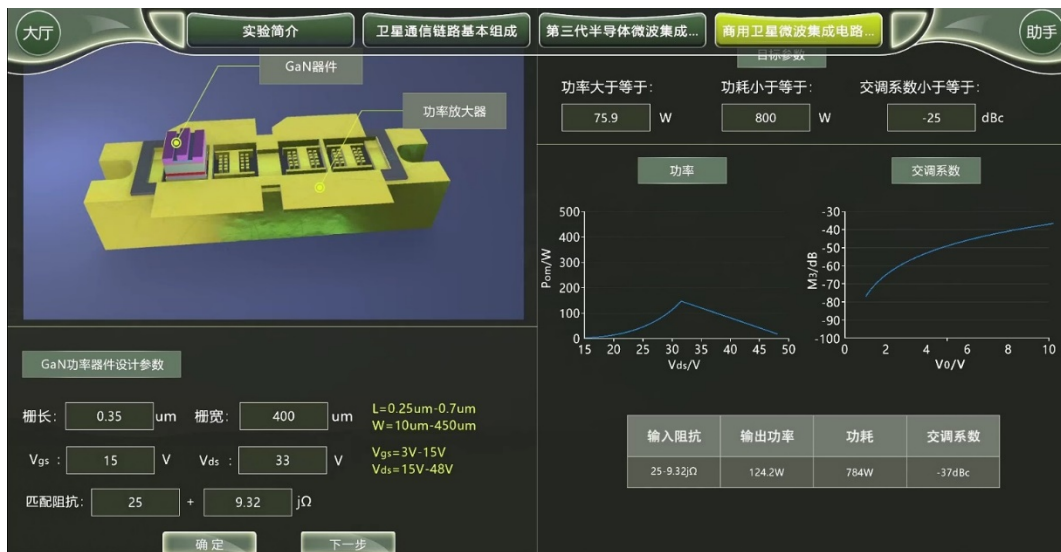 大厅
实验简介
卫星通信链路基本组成
第三代半导体微波集成...
商用卫星微波集成电路...
助手
GaN器件
功率放大器
GaN功率器件设计参数
栅长: 0.35 um 栅宽: 400 um
L=0.25um-0.7um
W=10um-450um
Vgs : 15 V Vds : 33 V
Vgs=3V-15V
Vds=15V-48V
匹配阻抗: 25 + 9.32 jΩ
确定 下一步
目标参数
功率大于等于: 功耗小于等于: 交调系数小于等于:
75.9 W 800 W -25 dBc
功率
Pom/W
500
400
300
200
100
0
15 20 25 30 35 40 45 50
Vds/V
交调系数
M3/dB
-30
-40
-50
-60
-70
-80
-90
-100
0 2 4 6 8 10
V0/V
输入阻抗 输出功率 功耗 交调系数
25-9.32jΩ 124.2W 784W -37dBc